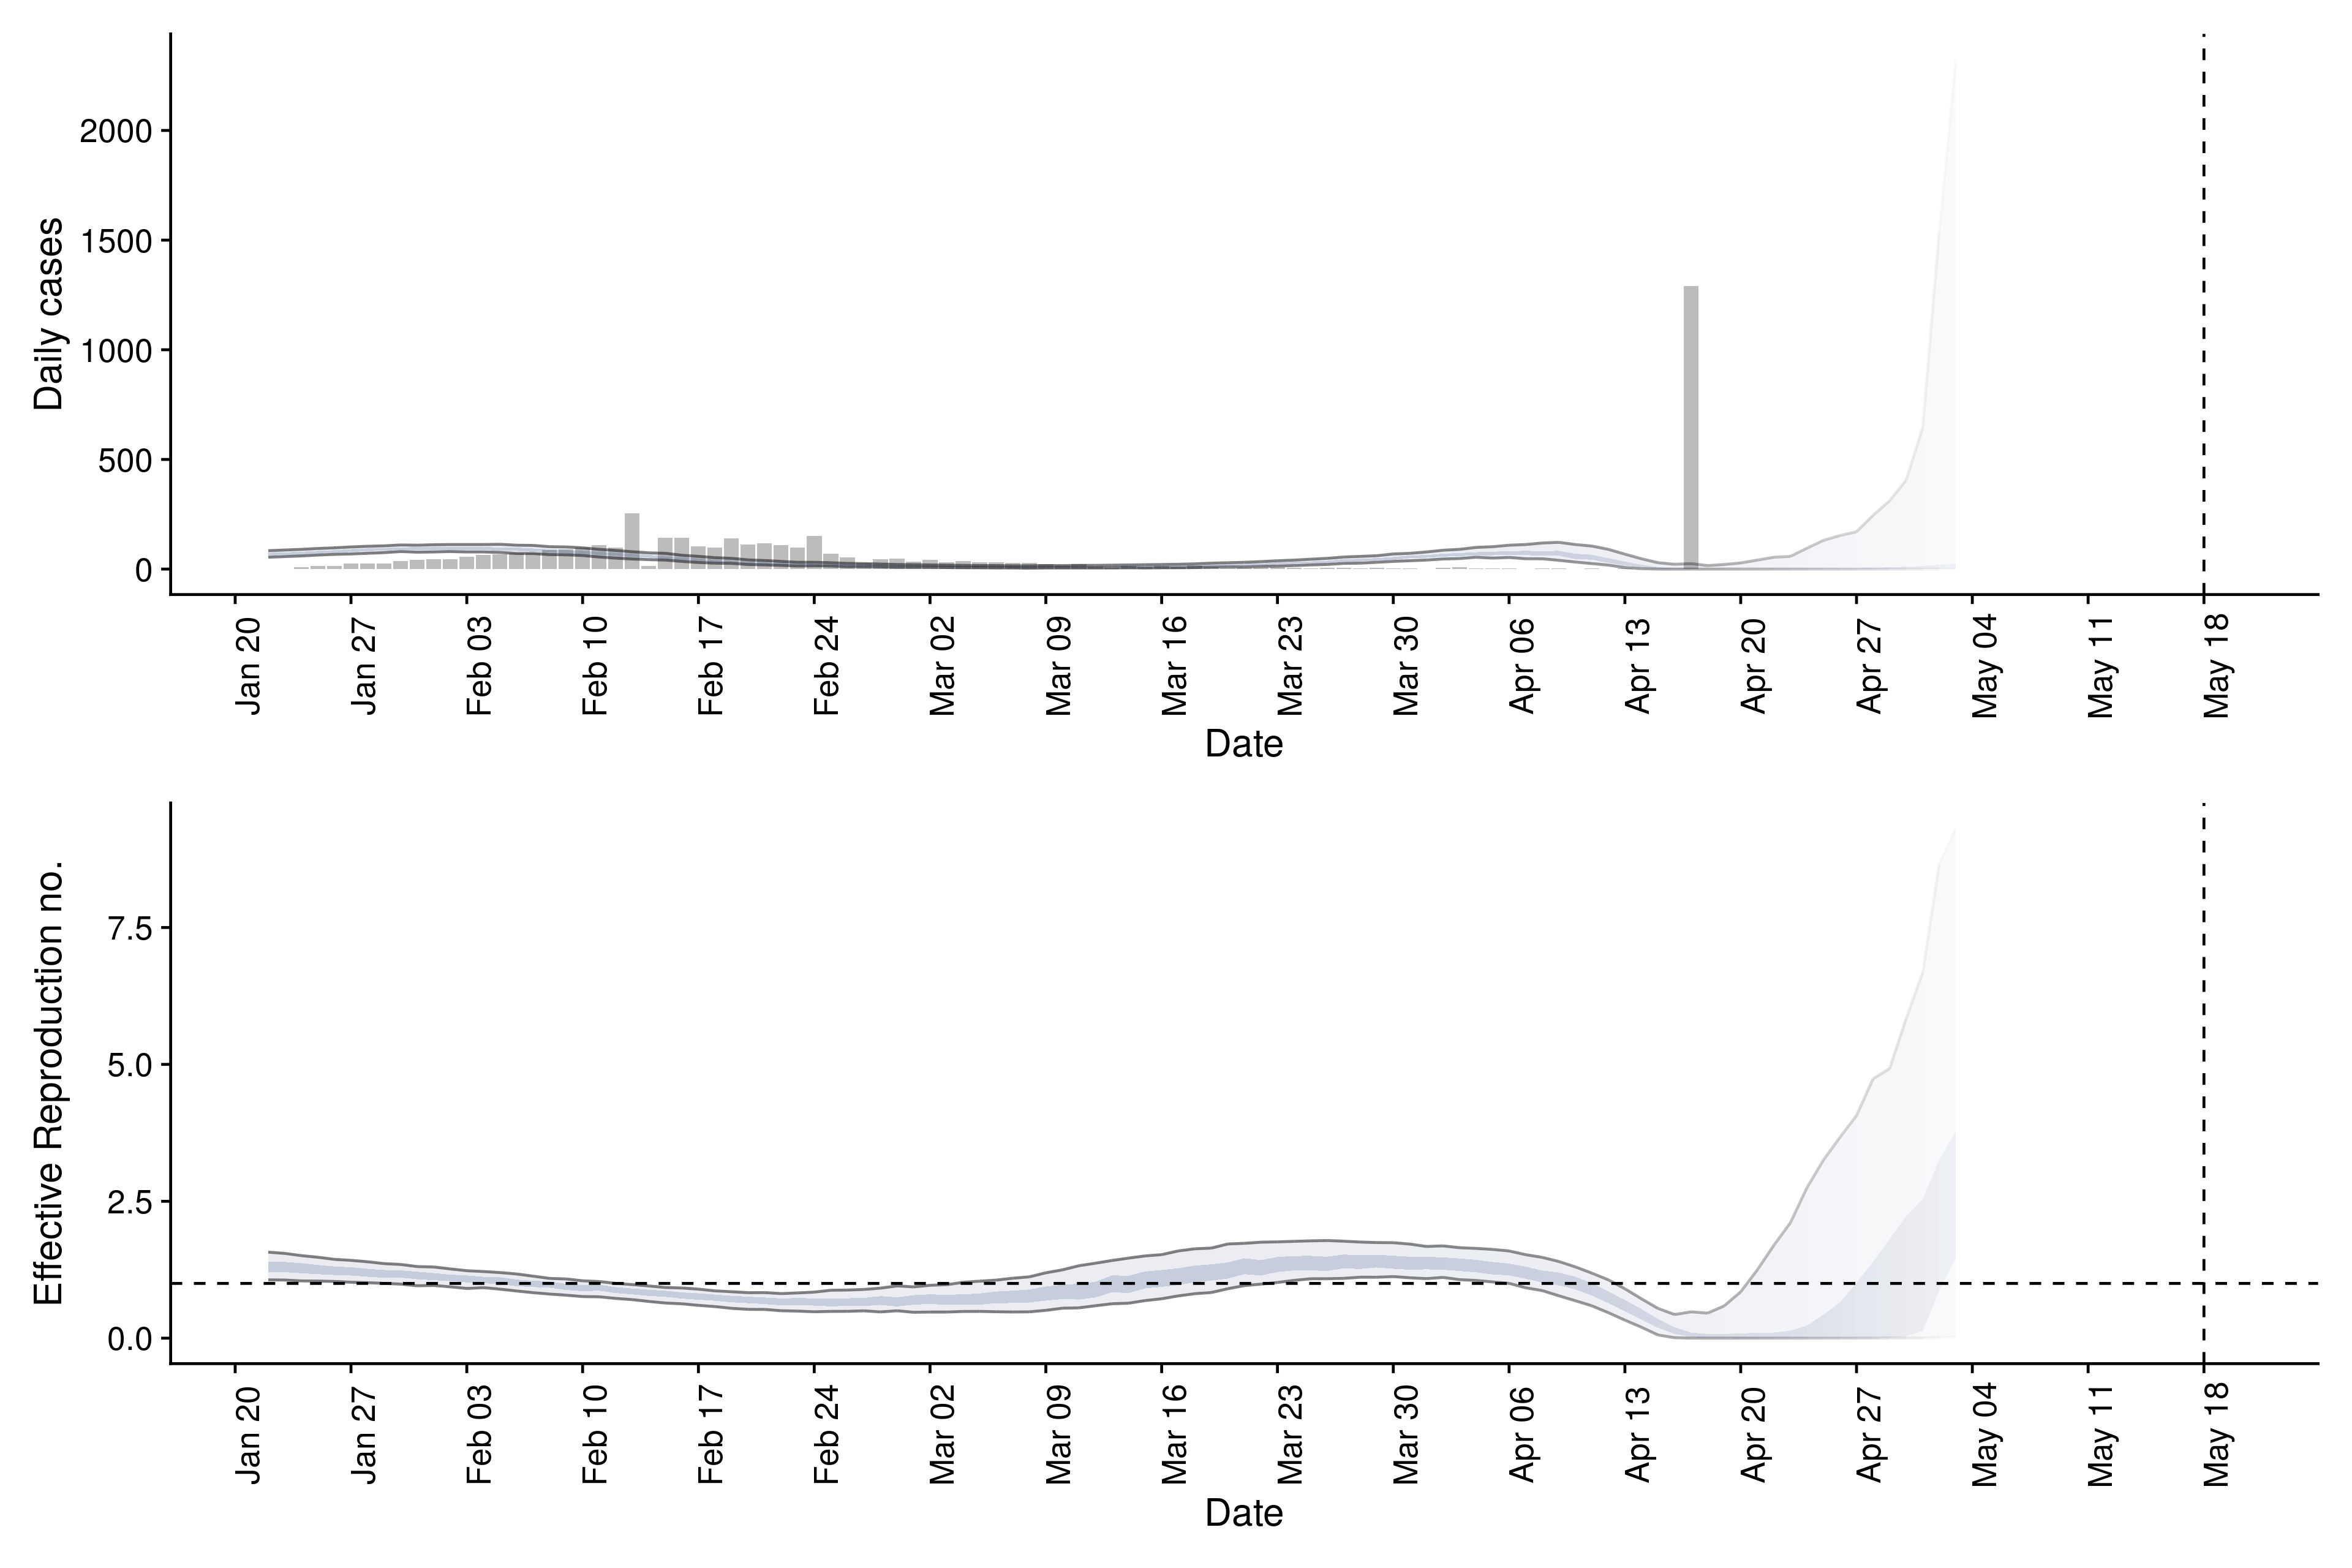 Daily cases
2000
1500
1000
500
0
Jan 20
Jan 27
Feb 03
Feb 10
Feb 17
Feb 24
Mar 02
Mar 09
Mar 16
Mar 23
Mar 30
Apr 06
Apr 13
Apr 20
Apr 27
May 04
May 11
May 18
Date
Effective Reproduction no.
7.5
5.0
2.5
0.0
Jan 20
Jan 27
Feb 03
Feb 10
Feb 17
Feb 24
Mar 02
Mar 09
Mar 16
Mar 23
Mar 30
Apr 06
Apr 13
Apr 20
Apr 27
May 04
May 11
May 18
Date